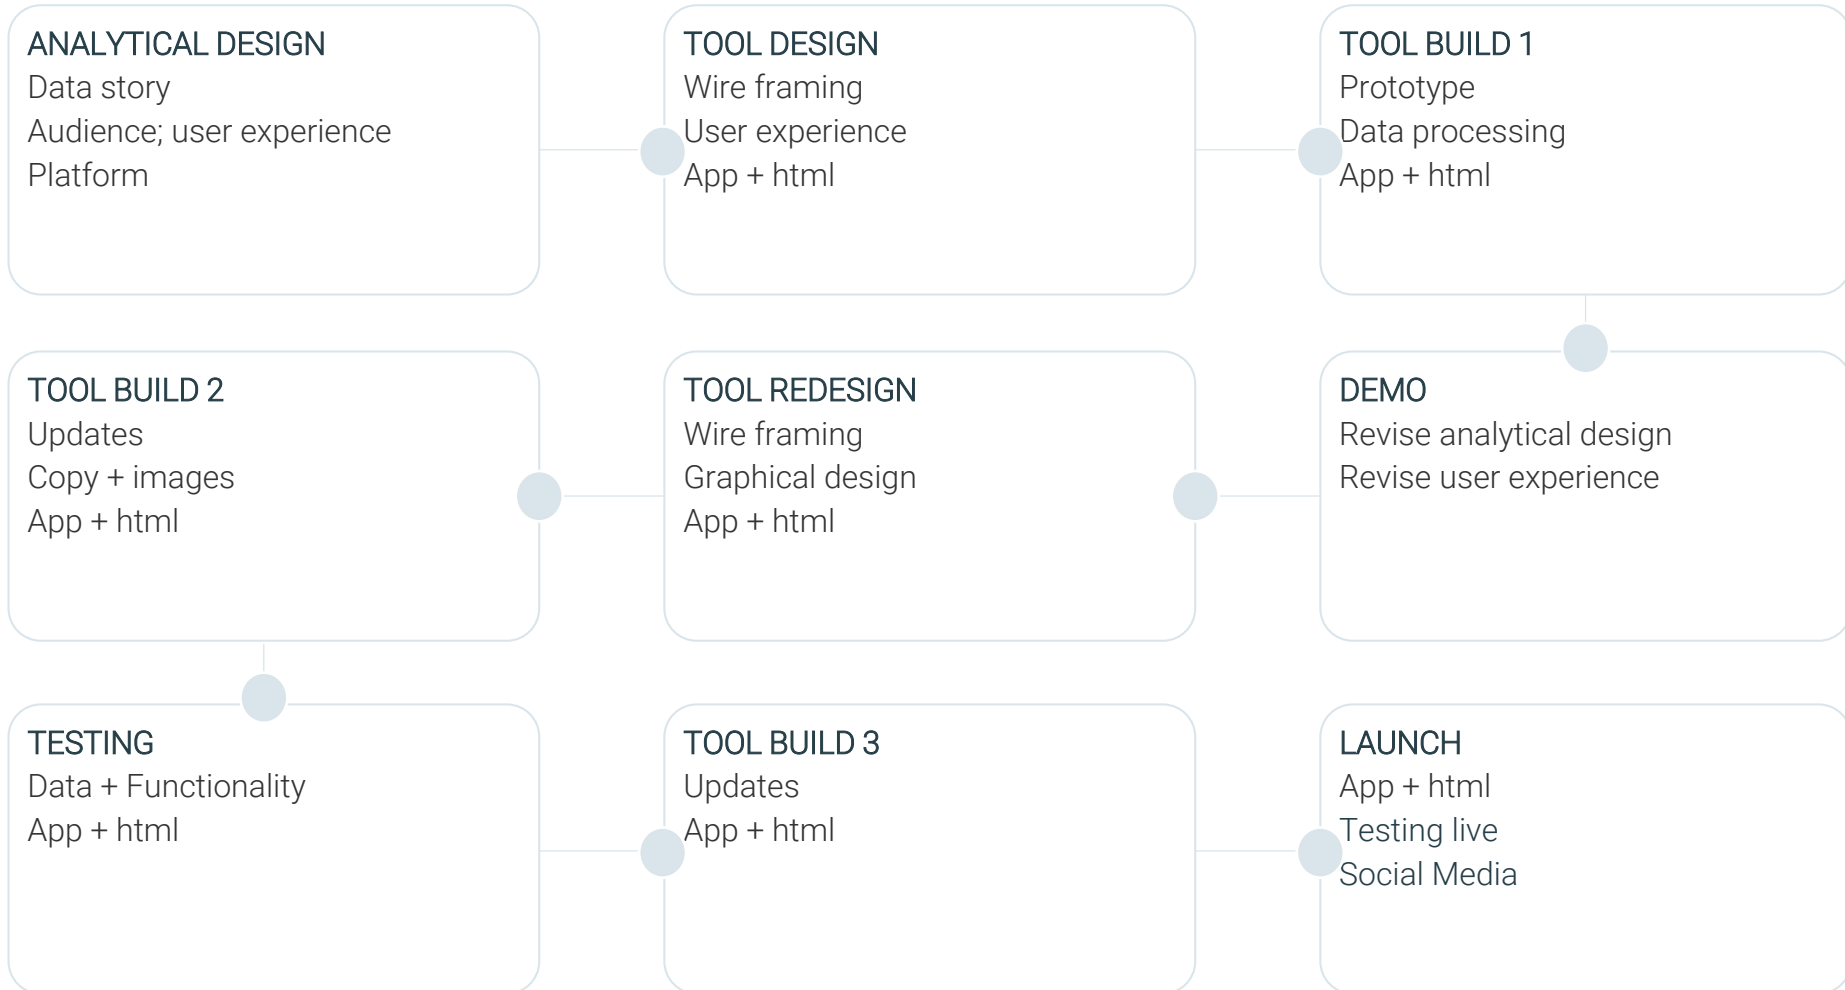 ANALYTICAL DESIGN
Data story
Audience; user experience
Platform
TOOL DESIGN
Wire framing
User experience
App + html
TOOL BUILD 1
Prototype
Data processing
App + html
DEMO
Revise analytical design
Revise user experience
TOOL REDESIGN
Wire framing
Graphical design
App + html
TOOL BUILD 2
Updates
Copy + images
App + html
TESTING
Data + Functionality
App + html
TOOL BUILD 3
Updates
App + html
LAUNCH
App + html
Testing live
Social Media